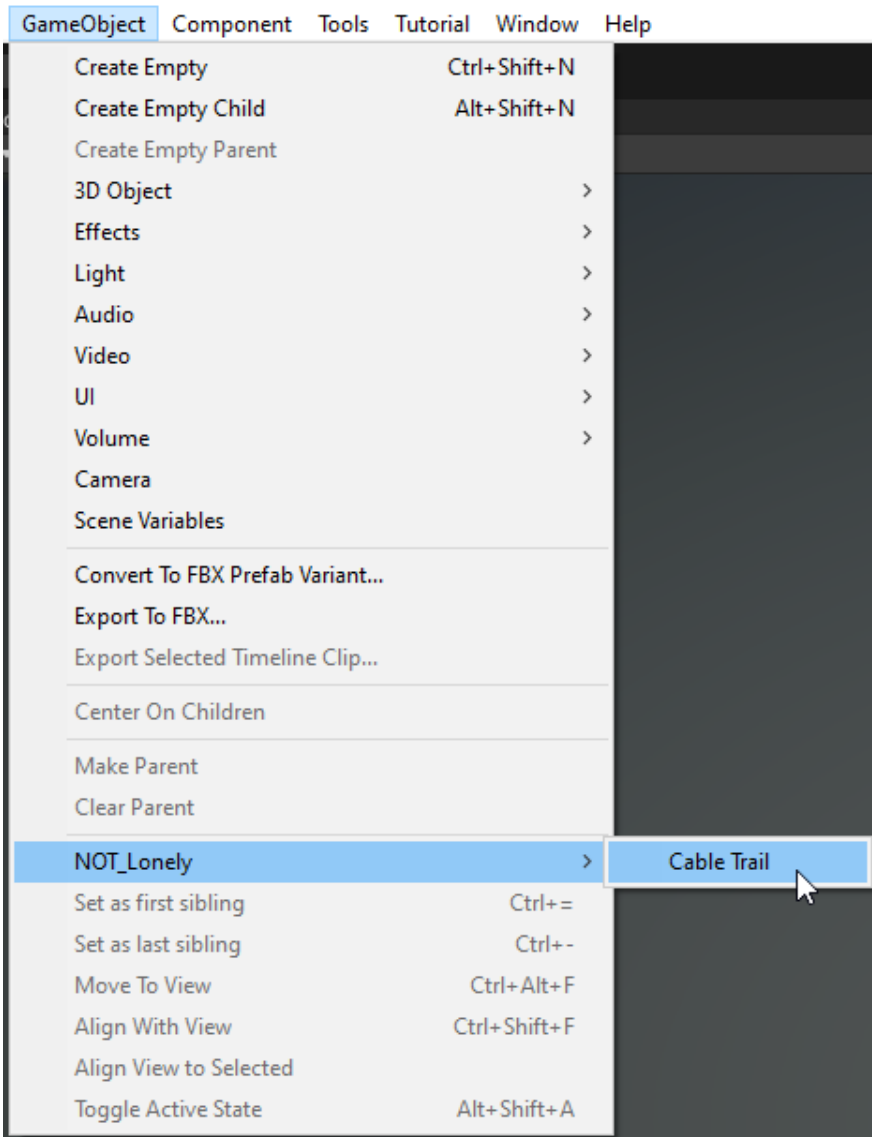 GameObject Component Tools Tutorial Window Help
Create Empty Ctrl+Shift+N
Create Empty Child Alt+Shift+N
Create Empty Parent
3D Object
Effects
Light
Audio
Video
UI
Volume
Camera
Scene Variables
Convert To FBX Prefab Variant...
Export To FBX...
Export Selected Timeline Clip...
Center On Children
Make Parent
Clear Parent
NOT_Lonely Cable Trail
Set as first sibling Ctrl+=
Set as last sibling Ctrl+-
Move To View Ctrl+Alt+F
Align With View Ctrl+Shift+F
Align View to Selected
Toggle Active State Alt+Shift+A